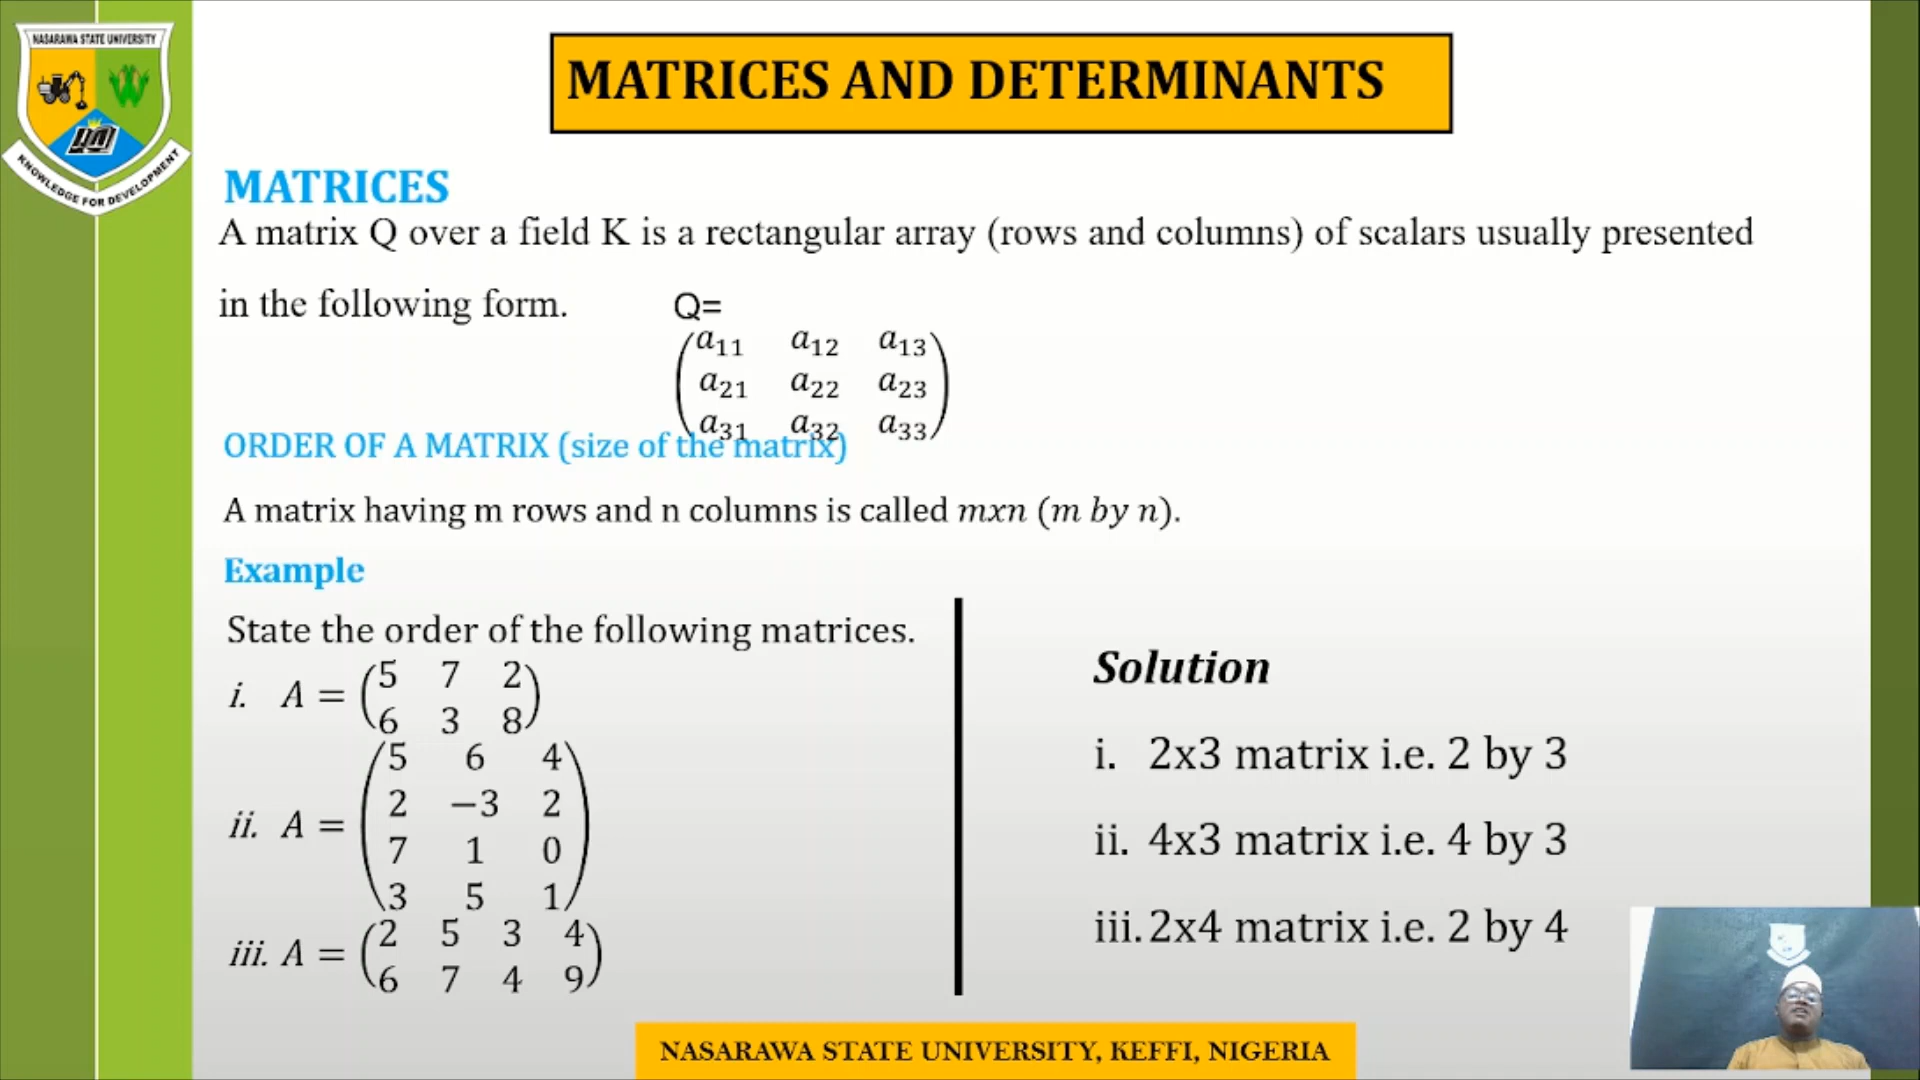 NASARAWA STATE UNIVERSITY
KNOWLEDGE FOR DEVELOPMENT
MATRICES AND DETERMINANTS
MATRICES
A matrix Q over a field K is a rectangular array (rows and columns) of scalars usually presented
in the following form. Q=
a₁₁ a₁₂ a₁₃
a₂₁ a₂₂ a₂₃
a₃₁ a₃₂ a₃₃
ORDER OF A MATRIX (size of the matrix)
A matrix having m rows and n columns is called mxn (m by n).
Example
State the order of the following matrices.
i. A = (5 7 2
6 3 8)
ii. A = (5 6 4
2 −3 2
7 1 0
3 5 1)
iii. A = (2 5 3 4
6 7 4 9)
Solution
i. 2x3 matrix i.e. 2 by 3
ii. 4x3 matrix i.e. 4 by 3
iii. 2x4 matrix i.e. 2 by 4
NASARAWA STATE UNIVERSITY, KEFFI, NIGERIA